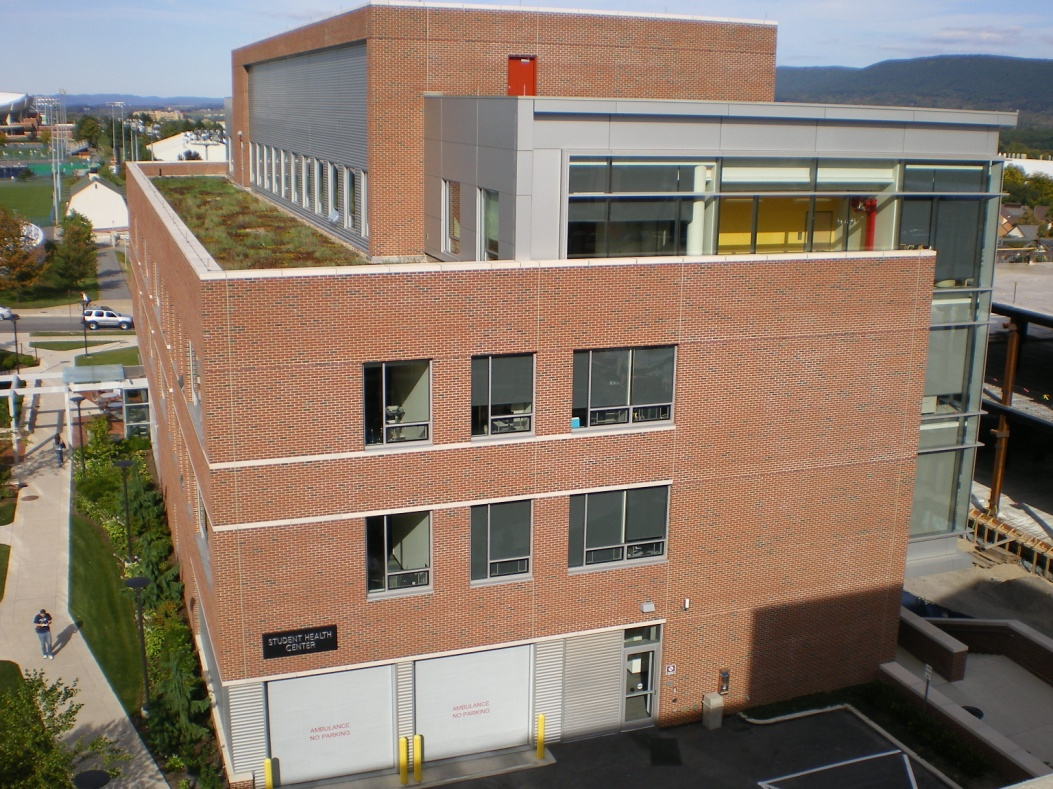 STUDENT HEALTH
CENTER
AMBULANCE
NO PARKING
AMBULANCE
NO PARKING